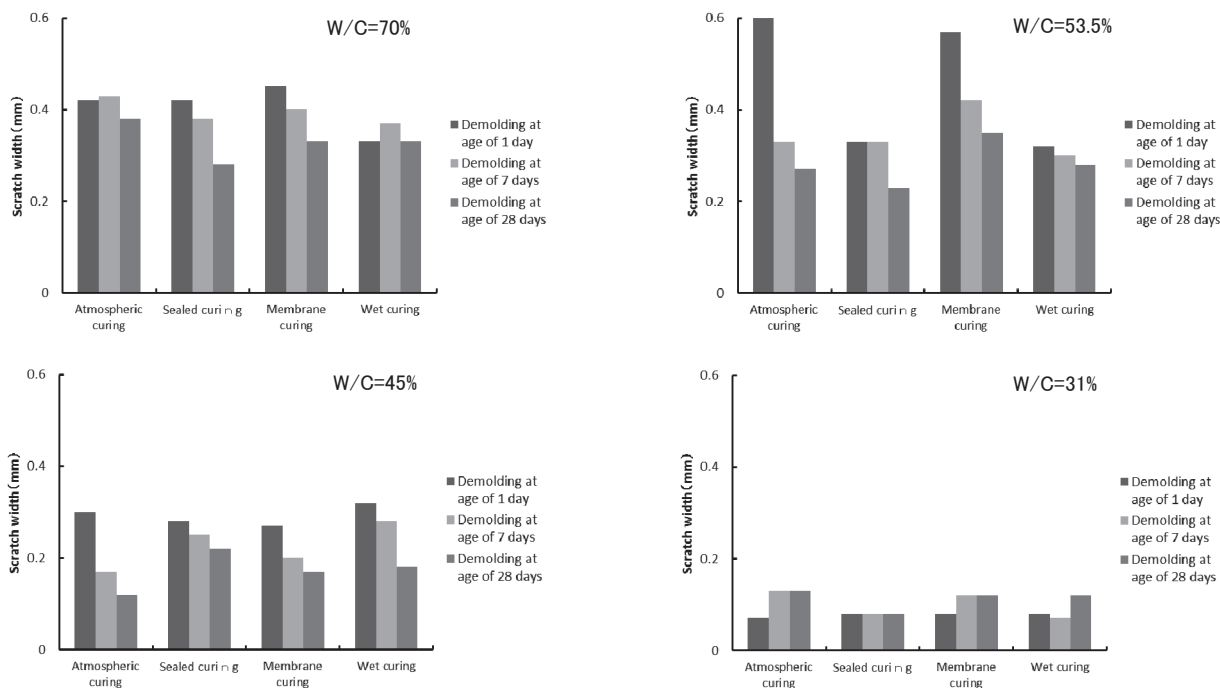 W/C=70%
Scratch width(mm)
0.6
0.4
0.2
0
Atmospheric
curing
Sealed curi n g
Membrane
curing
Wet curing
Demolding at
age of 1 day
Demolding at
age of 7 days
Demolding at
age of 28 days
W/C=53.5%
Scratch width(mm)
0.6
0.4
0.2
0
Atmospheric
curing
Sealed curi n g
Membrane
curing
Wet curing
Demolding at
age of 1 day
Demolding at
age of 7 days
Demolding at
age of 28 days
W/C=45%
Scratch width(mm)
0.6
0.4
0.2
0
Atmospheric
curing
Sealed curi n g
Membrane
curing
Wet curing
Demolding at
age of 1 day
Demolding at
age of 7 days
Demolding at
age of 28 days
W/C=31%
Scratch width(mm)
0.6
0.4
0.2
0
Atmospheric
curing
Sealed curi n g
Membrane
curing
Wet curing
Demolding at
age of 1 day
Demolding at
age of 7 days
Demolding at
age of 28 days